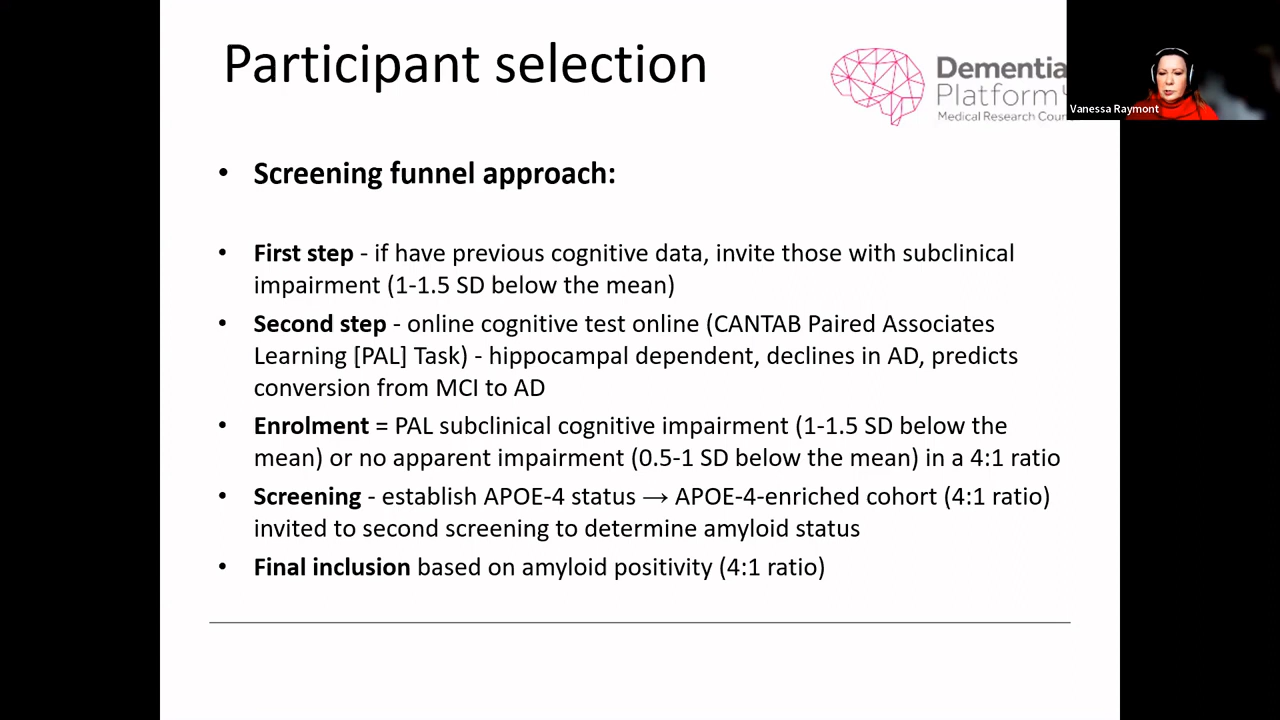 Participant selection
Dementia
Platform
Medical Research Coun
Vanessa Raymont
• Screening funnel approach:
• First step - if have previous cognitive data, invite those with subclinical
impairment (1-1.5 SD below the mean)
• Second step - online cognitive test online (CANTAB Paired Associates
Learning [PAL] Task) - hippocampal dependent, declines in AD, predicts
conversion from MCI to AD
• Enrolment = PAL subclinical cognitive impairment (1-1.5 SD below the
mean) or no apparent impairment (0.5-1 SD below the mean) in a 4:1 ratio
• Screening - establish APOE-4 status → APOE-4-enriched cohort (4:1 ratio)
invited to second screening to determine amyloid status
• Final inclusion based on amyloid positivity (4:1 ratio)